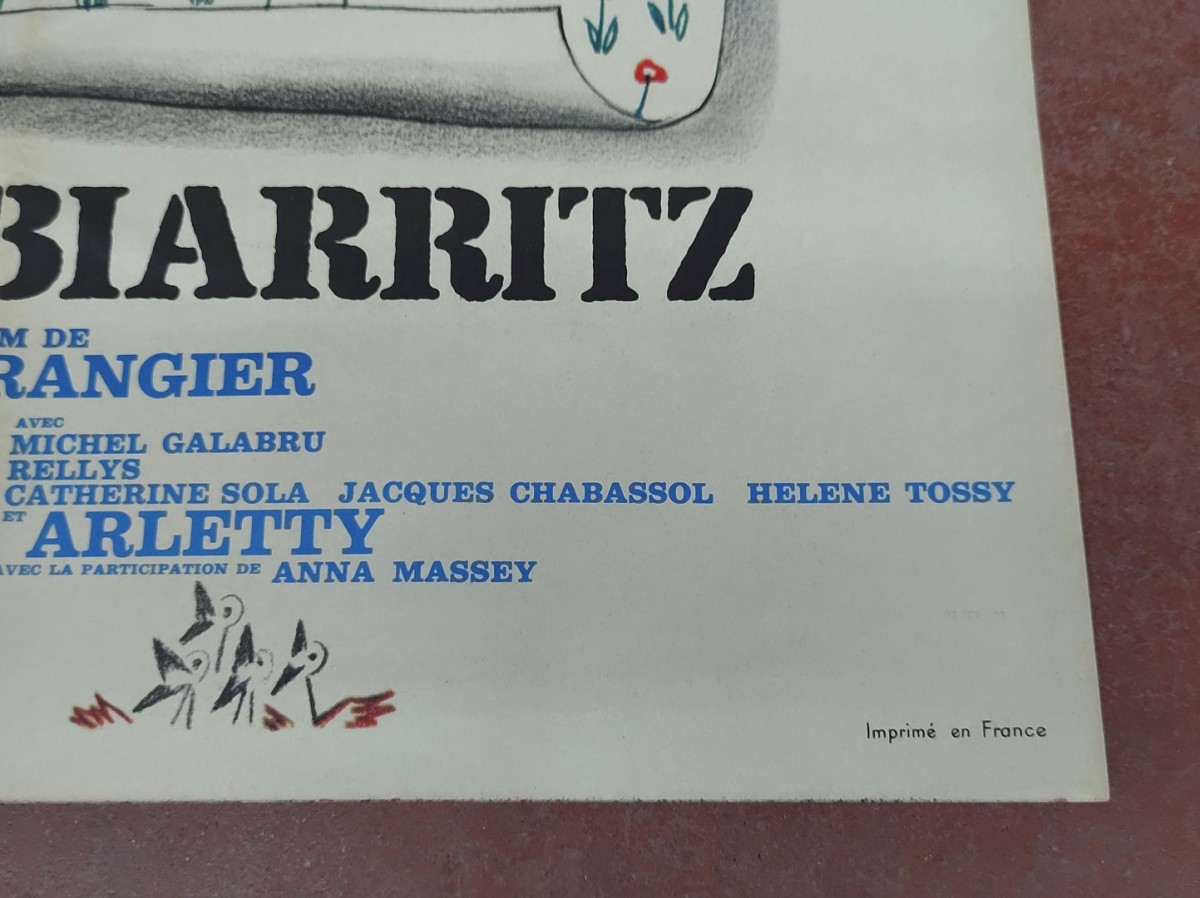 BIARRITZ
M DE
RANGIER
AVEC
MICHEL GALABRU
RELLYS
CATHERINE SOLA JACQUES CHABASSOL HELENE TOSSY
ET ARLETTY
AVEC LA PARTICIPATION DE ANNA MASSEY
Imprimé en France